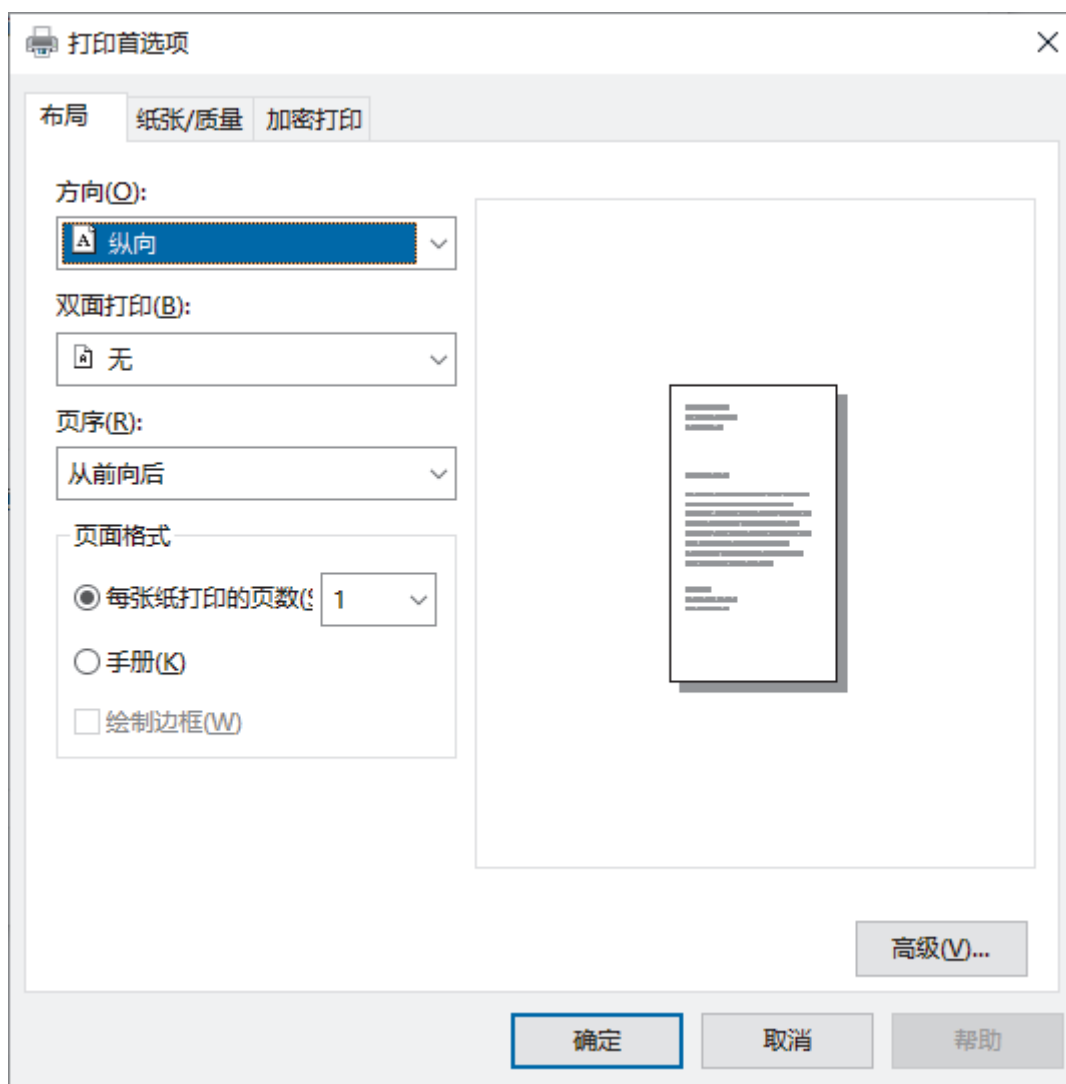 打印首选项
布局 纸张/质量 加密打印
方向(O):
纵向
双面打印(B):
无
页序(R):
从前向后
页面格式
每张纸打印的页数(S 1
手册(K)
绘制边框(W)
高级(V)...
确定 取消 帮助